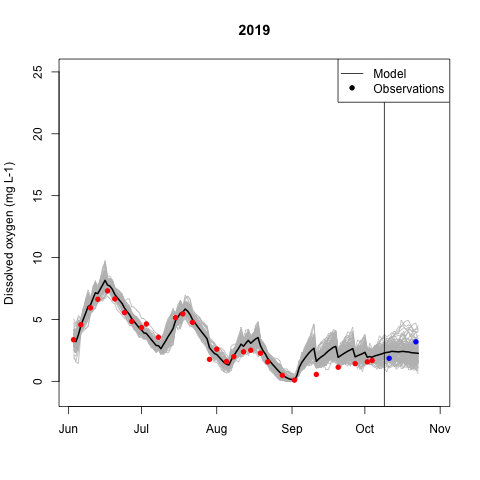 2019
Model
Observations
Dissolved oxygen (mg L-1)
25
20
15
10
5
0
Jun Jul Aug Sep Oct Nov